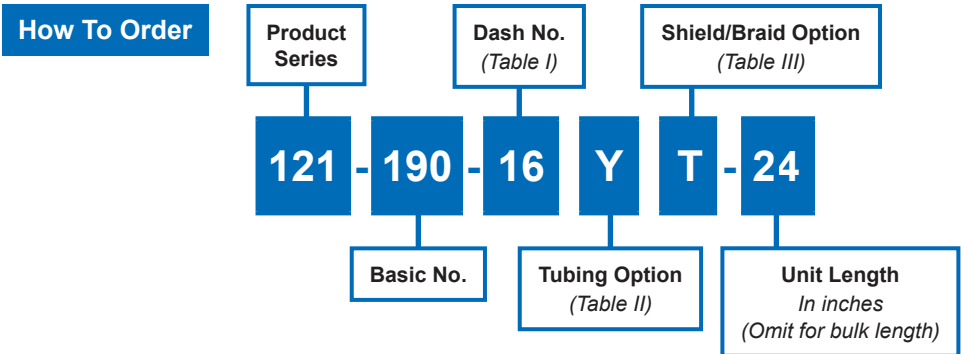 How To Order
Product
Series
Dash No.
(Table I)
Shield/Braid Option
(Table III)
121 - 190 - 16 Y T - 24
Basic No.
Tubing Option
(Table II)
Unit Length
In inches
(Omit for bulk length)